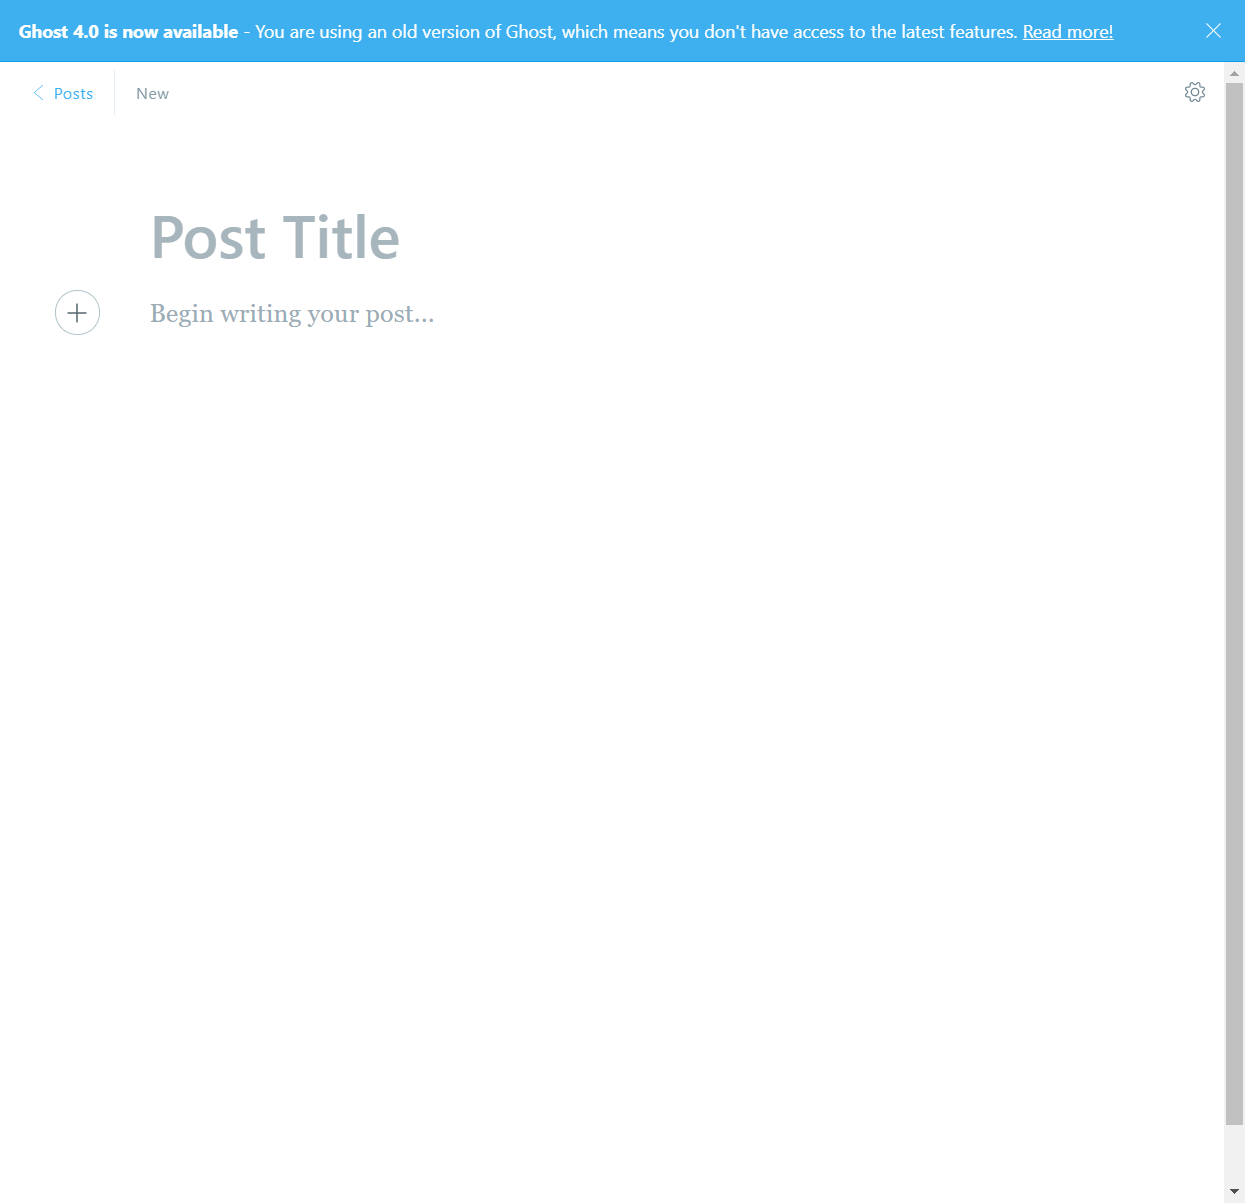 Ghost 4.0 is now available - You are using an old version of Ghost, which means you don't have access to the latest features. Read more!
Posts
New
Post Title
Begin writing your post...